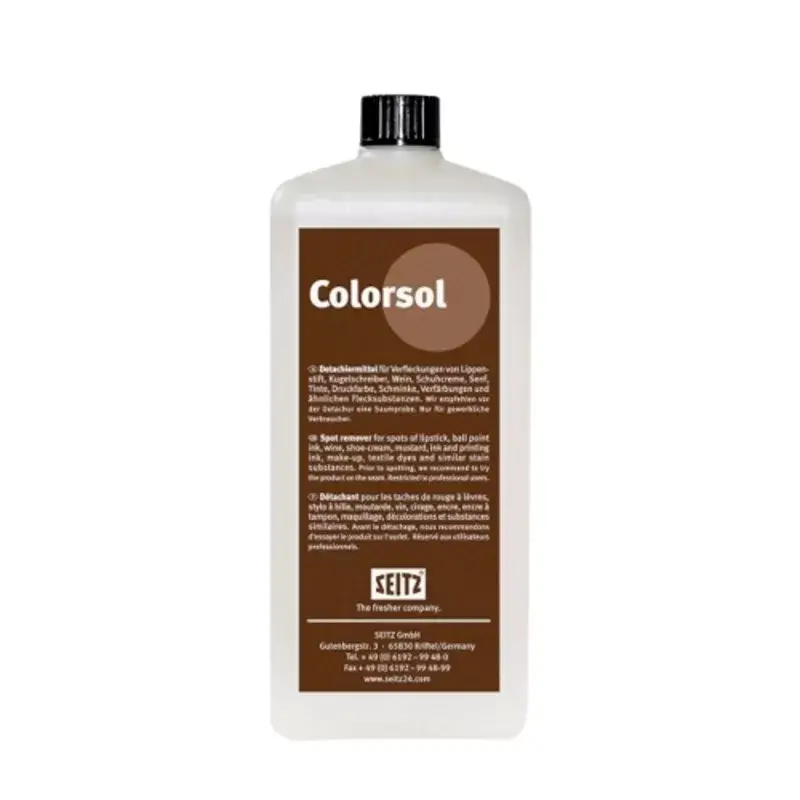 Colorsol
Detachiermittel für Verfleckungen von Lippen-
stift, Kugelschreiber, Wein, Schuhcreme, Senf,
Tinte, Druckfarbe, Schminke, Verfärbungen und
ähnlichen Flecksubstanzen. Wir empfehlen vor
der Detachur eine Saumprobe. Nur für gewerbliche
Verbraucher.
Spot remover for spots of lipstick, ball point
ink, wine, shoe-cream, mustard, ink and printing
ink, make-up, textile dyes and similar stain
substances. Prior to spotting, we recommend to try
the product on the seam. Restricted to professional users.
Détachant pour les taches de rouge à lèvres,
stylo à bille, moutarde, vin, cirage, encre, encre à
tampon, maquillage, décolorations et substances
similaires. Avant le détachage, nous recommandons
d'essayer le produit sur l'ourlet. Réservé aux utilisateurs
professionnels.
SEITZ
The fresher company.
SEITZ GmbH
Gutenbergstr. 3 · 65830 Kriftel/Germany
Tel. + 49 (0) 6192 – 99 48-0
Fax + 49 (0) 6192 – 99 48-99
www.seitz24.com